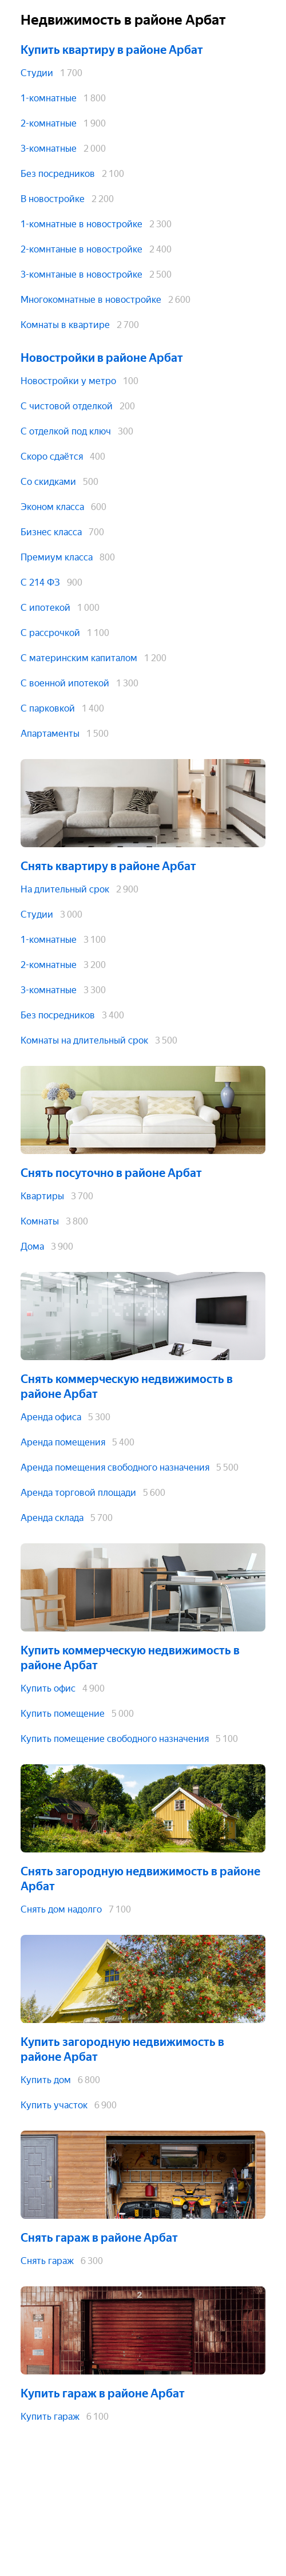 Недвижимость в районе Арбат
Купить квартиру в районе Арбат
Студии 1 700
1-комнатные 1 800
2-комнатные 1 900
3-комнатные 2 000
Без посредников 2 100
В новостройке 2 200
1-комнатные в новостройке 2 300
2-комнтаные в новостройке 2 400
3-комнтаные в новостройке 2 500
Многокомнатные в новостройке 2 600
Комнаты в квартире 2 700
Новостройки в районе Арбат
Новостройки у метро 100
С чистовой отделкой 200
С отделкой под ключ 300
Скоро сдаётся 400
Со скидками 500
Эконом класса 600
Бизнес класса 700
Премиум класса 800
С 214 ФЗ 900
С ипотекой 1 000
С рассрочкой 1 100
С материнским капиталом 1 200
С военной ипотекой 1 300
С парковкой 1 400
Апартаменты 1 500
Снять квартиру в районе Арбат
На длительный срок 2 900
Студии 3 000
1-комнатные 3 100
2-комнатные 3 200
3-комнатные 3 300
Без посредников 3 400
Комнаты на длительный срок 3 500
Снять посуточно в районе Арбат
Квартиры 3 700
Комнаты 3 800
Дома 3 900
Снять коммерческую недвижимость в
районе Арбат
Аренда офиса 5 300
Аренда помещения 5 400
Аренда помещения свободного назначения 5 500
Аренда торговой площади 5 600
Аренда склада 5 700
Купить коммерческую недвижимость в
районе Арбат
Купить офис 4 900
Купить помещение 5 000
Купить помещение свободного назначения 5 100
Снять загородную недвижимость в районе
Арбат
Снять дом надолго 7 100
Купить загородную недвижимость в
районе Арбат
Купить дом 6 800
Купить участок 6 900
Снять гараж в районе Арбат
Снять гараж 6 300
2
Купить гараж в районе Арбат
Купить гараж 6 100